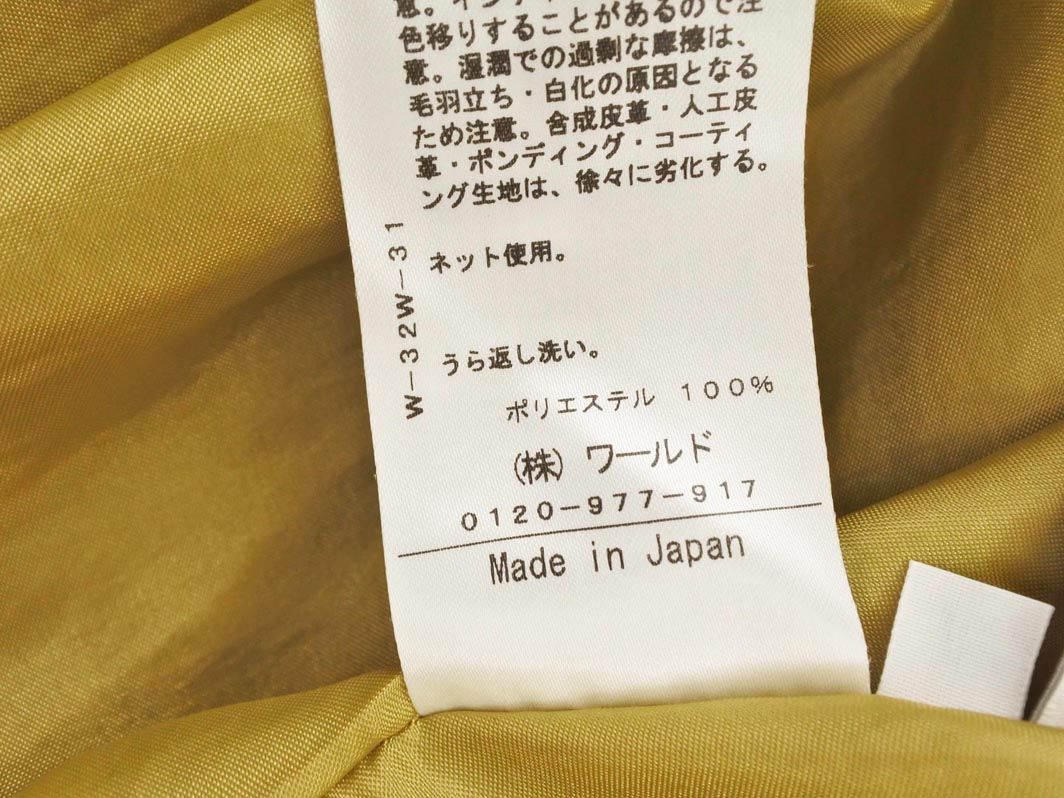 意。インディ
色移りすることがあるので注
意。湿潤での過剰な摩擦は、
毛羽立ち・白化の原因となる
ため注意。合成皮革・人工皮
革・ボンディング・コーティ
ング生地は、徐々に劣化する。
ネット使用。
うら返し洗い。
W-32W-31
ポリエステル 100%
(株) ワールド
0120-977-917
Made in Japan